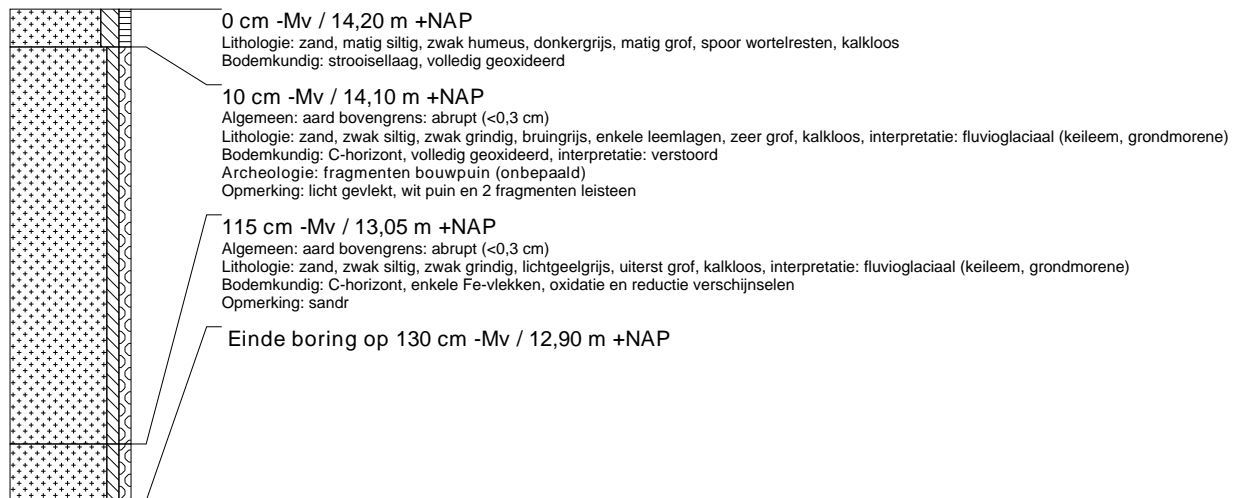 0 cm -Mv / 14,20 m +NAP
Lithologie: zand, matig siltig, zwak humeus, donkergrijs, matig grof, spoor wortelresten, kalkloos
Bodemkundig: strooisellaag, volledig geoxideerd
10 cm -Mv / 14,10 m +NAP
Algemeen: aard bovengrens: abrupt (<0,3 cm)
Lithologie: zand, zwak siltig, zwak grindig, bruingrijs, enkele leemlagen, zeer grof, kalkloos, interpretatie: fluvioglaciaal (keileem, grondmorene)
Bodemkundig: C-horizont, volledig geoxideerd, interpretatie: verstoord
Archeologie: fragmenten bouwpuin (onbepaald)
Opmerking: licht gevlekt, wit puin en 2 fragmenten leisteen
115 cm -Mv / 13,05 m +NAP
Algemeen: aard bovengrens: abrupt (<0,3 cm)
Lithologie: zand, zwak siltig, zwak grindig, lichtgeelgrijs, uiterst grof, kalkloos, interpretatie: fluvioglaciaal (keileem, grondmorene)
Bodemkundig: C-horizont, enkele Fe-vlekken, oxidatie en reductie verschijnselen
Opmerking: sandr
Einde boring op 130 cm -Mv / 12,90 m +NAP